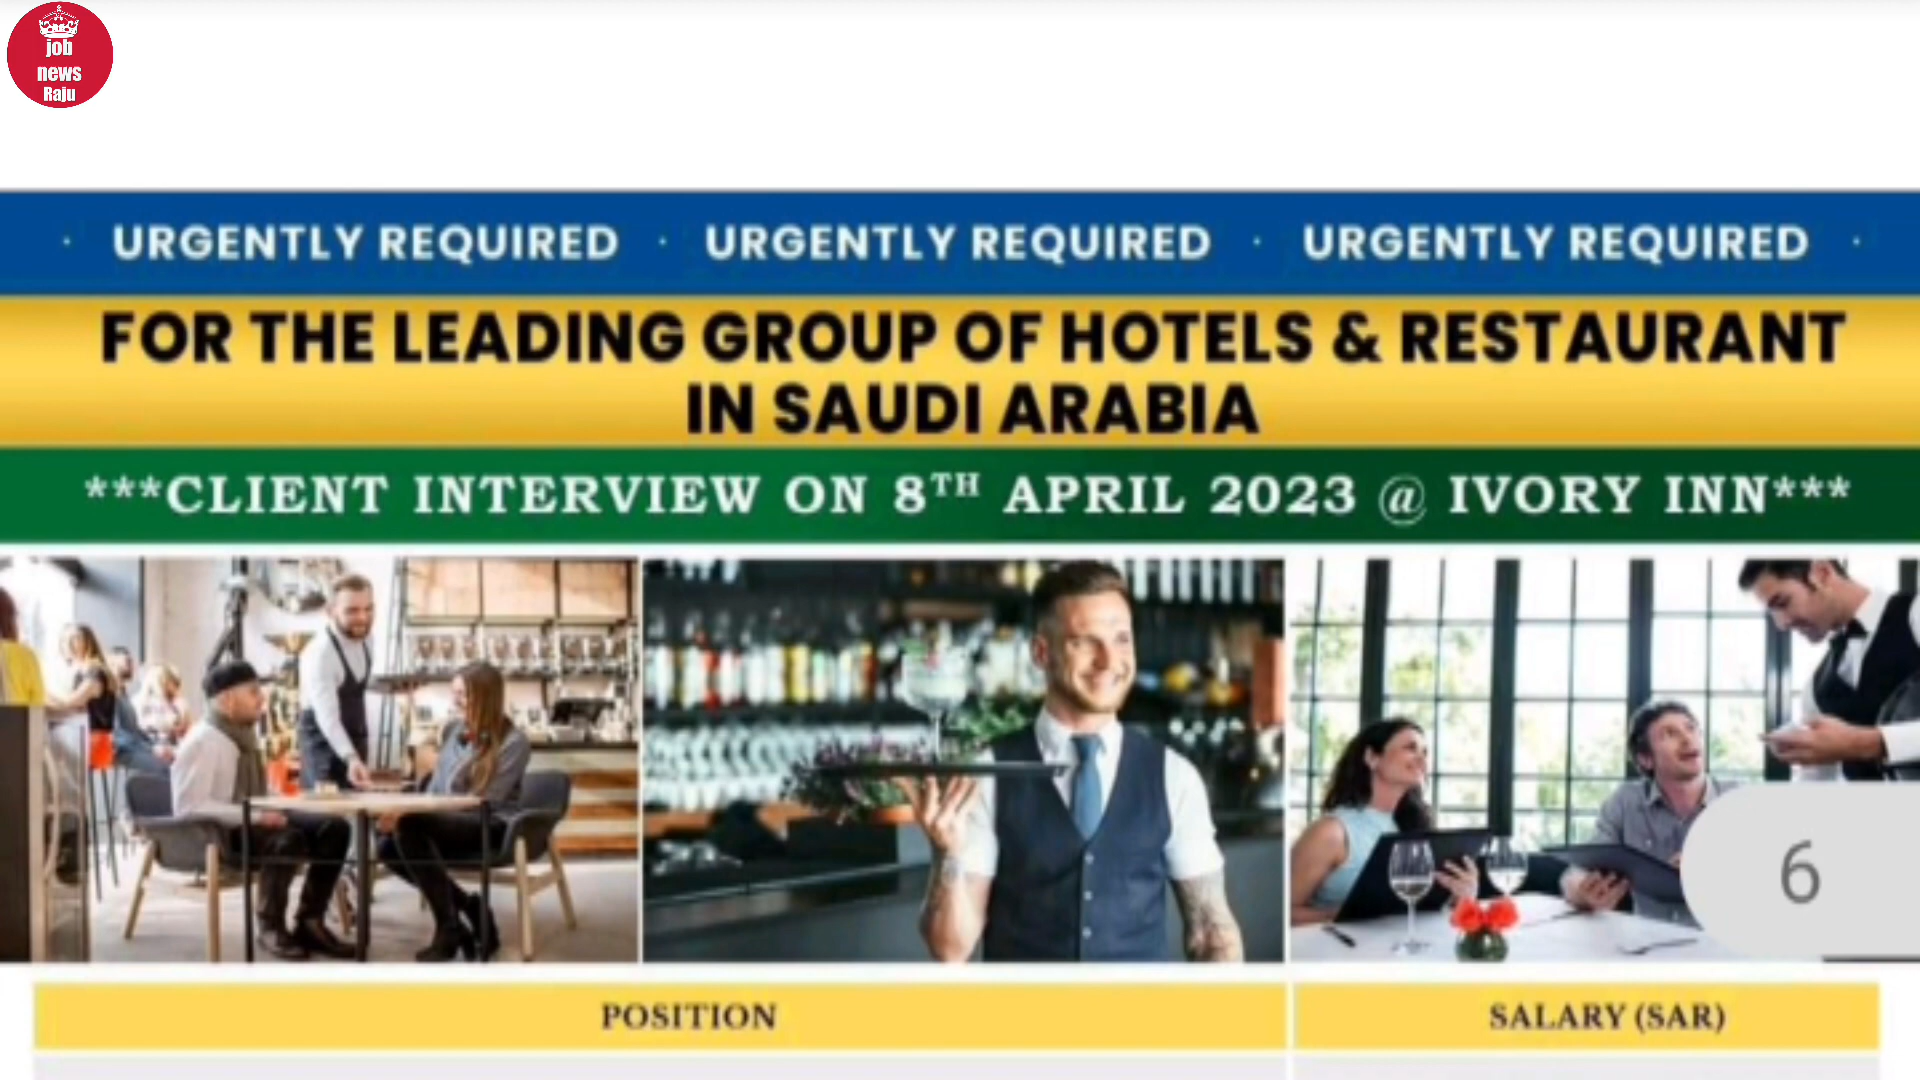 job
news
Raju
· URGENTLY REQUIRED · URGENTLY REQUIRED · URGENTLY REQUIRED ·
FOR THE LEADING GROUP OF HOTELS & RESTAURANT
IN SAUDI ARABIA
***CLIENT INTERVIEW ON 8TH APRIL 2023 @ IVORY INN***
6
POSITION SALARY (SAR)